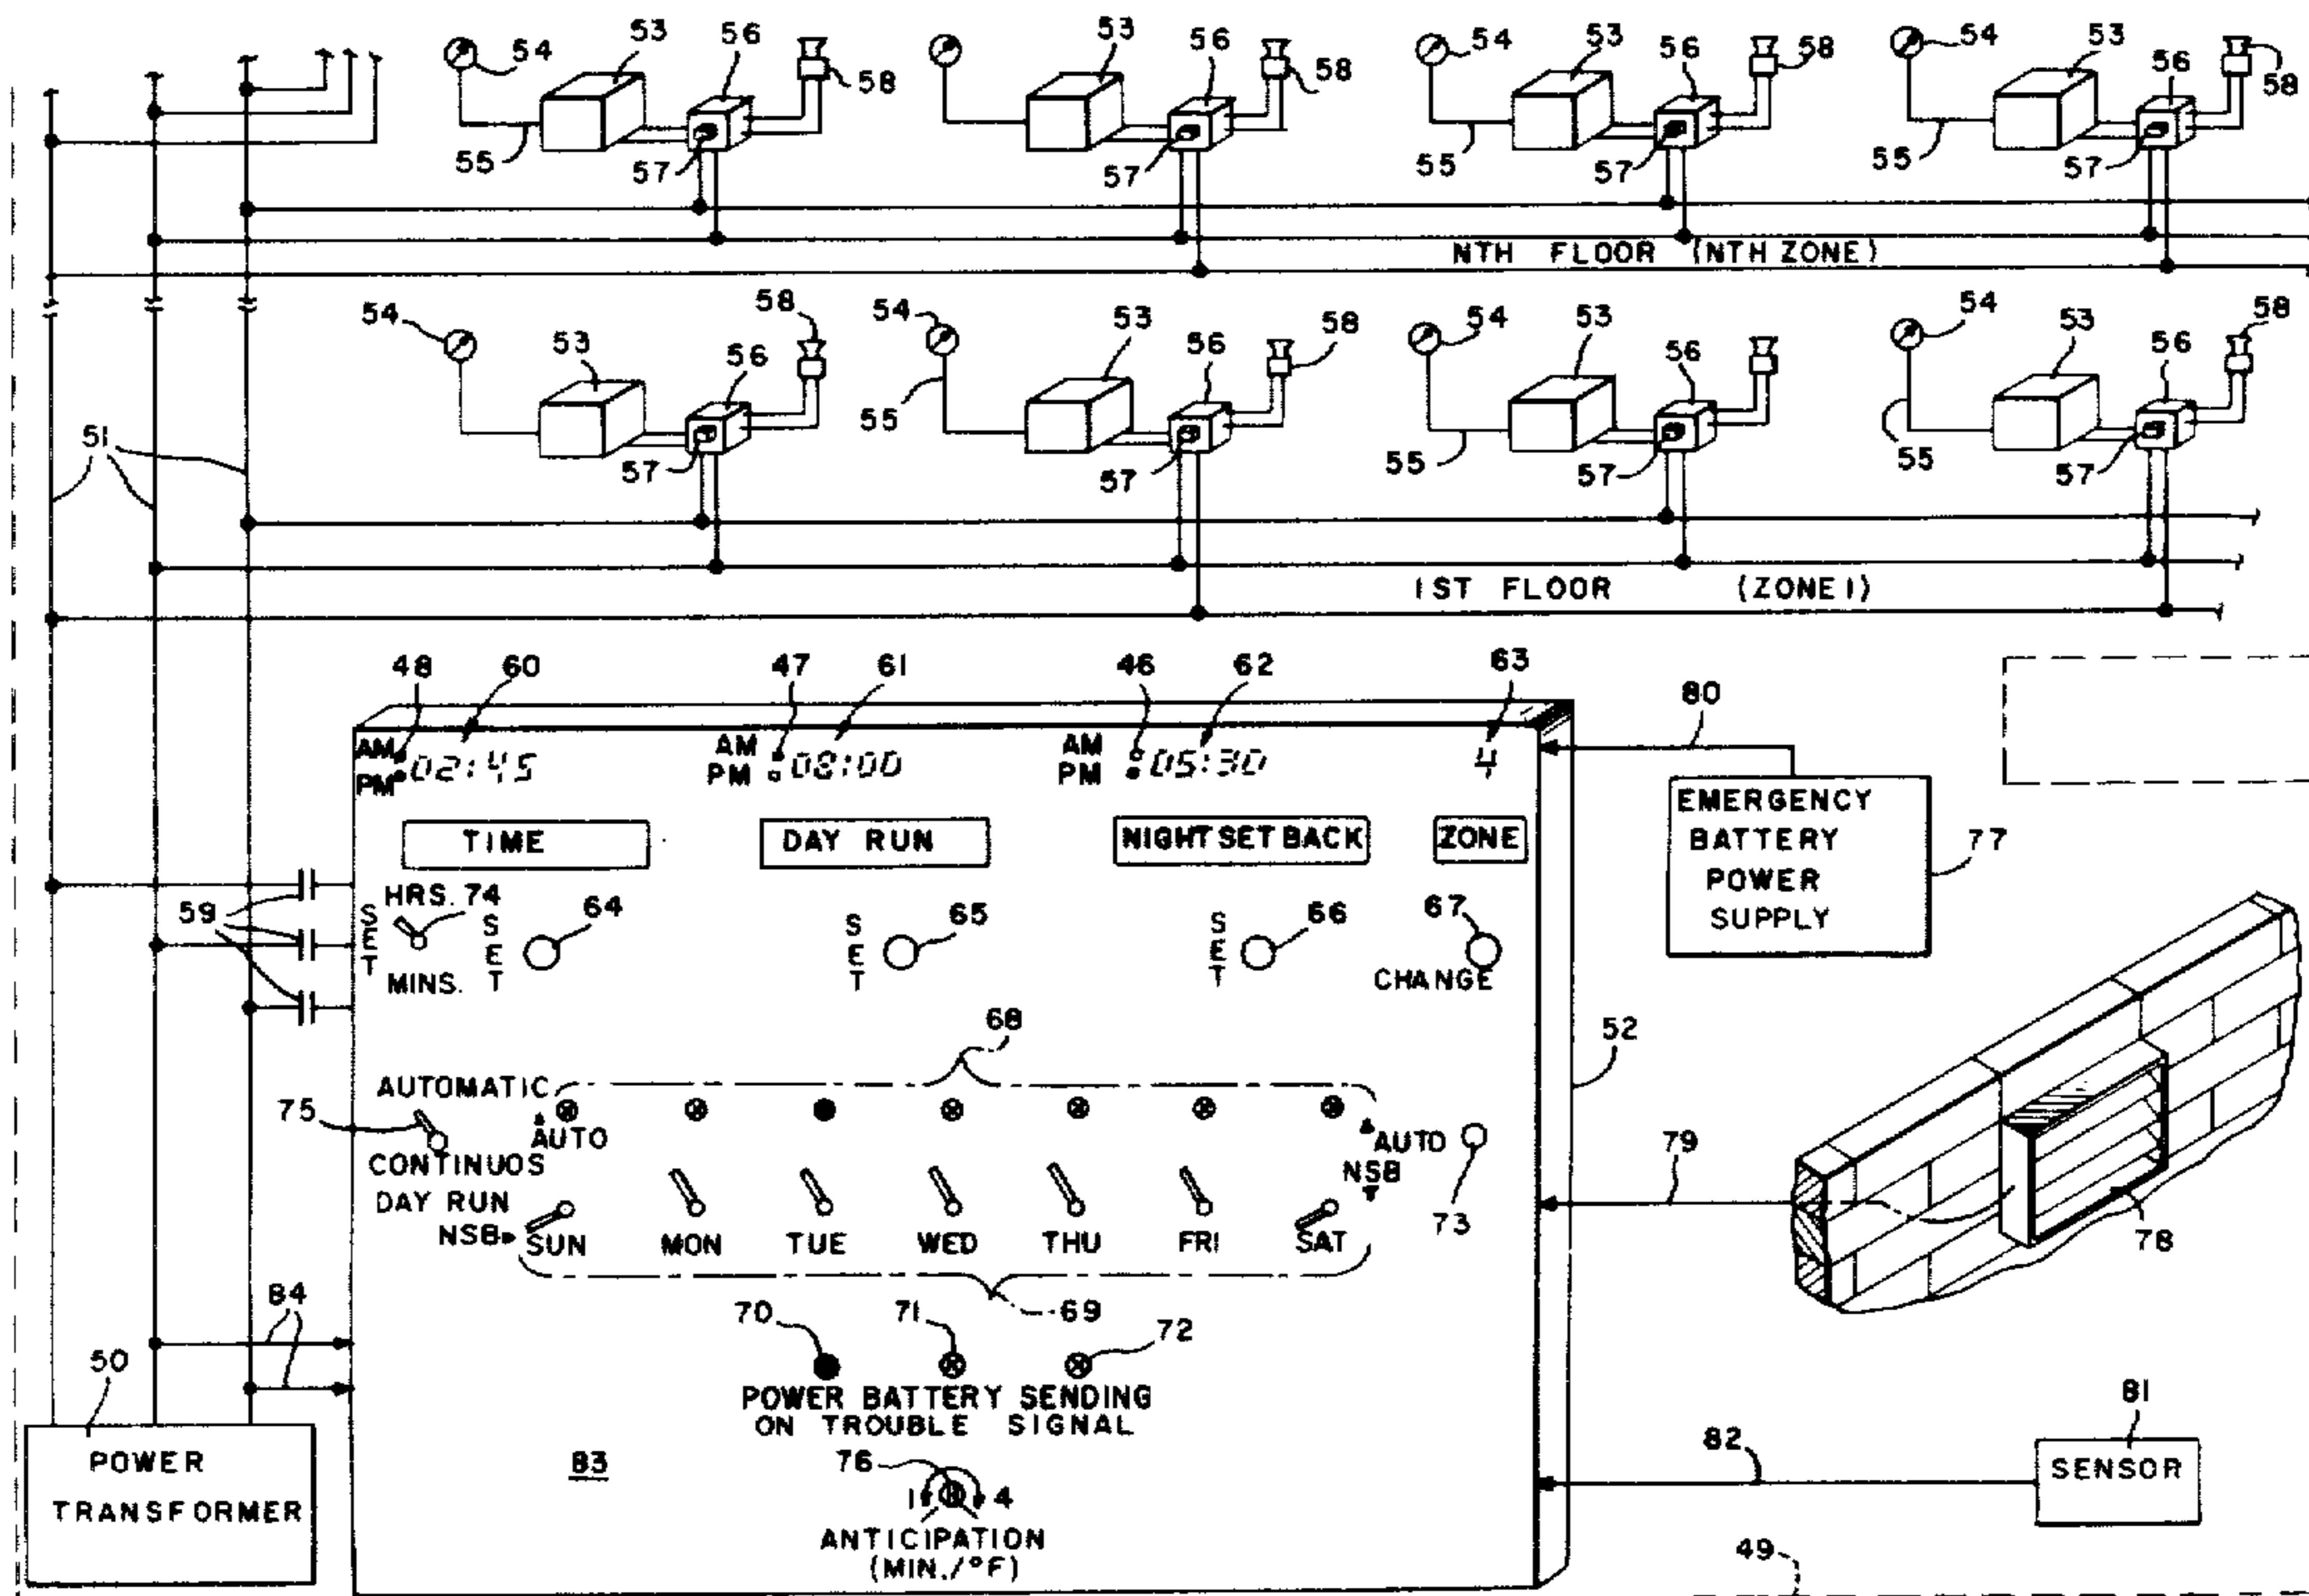 53 56 54 58 53 56 58 54 53 56 58 54 53 56 58
55 57 57 55 57 55 57
NTH FLOOR (NTH ZONE)
54 53 56 58 54 53 56 58 54 53 56 54 53 56 58
51 57 55 57 55 57 55 57
1ST FLOOR (ZONE 1)
48 60 47 61 46 62 63
80
AM AM AM
PM 02:45 PM 08:00 PM 05:30 4
TIME DAY RUN NIGHT SET BACK ZONE
EMERGENCY
BATTERY
POWER
SUPPLY
77
59
HRS. 74
SET
MINS.
SET 64
SET 65
SET 66
67
CHANGE
68
52
AUTOMATIC
75
AUTO
AUTO
CONTINUOS
DAY RUN
NSB
NSB
73
79
78
SUN MON TUE WED THU FRI SAT
69
84
70 71 72
POWER BATTERY SENDING
ON TROUBLE SIGNAL
50
POWER
TRANSFORMER
83
76
1 4
ANTICIPATION
(MIN./°F)
81
82
SENSOR
49